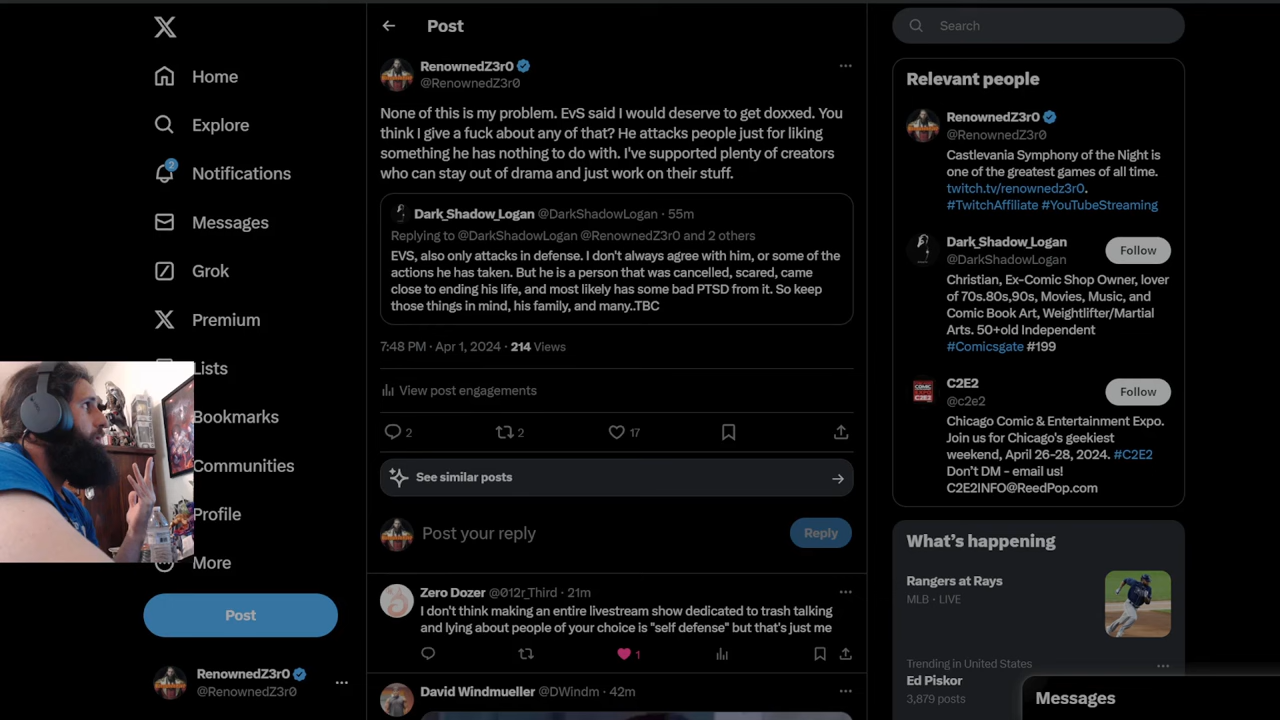 Home
Explore
2
Notifications
Messages
Grok
Premium
Lists
Bookmarks
Communities
Profile
More
Post
RenownedZ3r0
@RenownedZ3r0
Post
RenownedZ3r0
@RenownedZ3r0
None of this is my problem. EvS said I would deserve to get doxxed. You
think I give a fuck about any of that? He attacks people just for liking
something he has nothing to do with. I've supported plenty of creators
who can stay out of drama and just work on their stuff.
Dark_Shadow_Logan @DarkShadowLogan · 55m
Replying to @DarkShadowLogan @RenownedZ3r0 and 2 others
EVS, also only attacks in defense. I don't always agree with him, or some of the
actions he has taken. But he is a person that was cancelled, scared, came
close to ending his life, and most likely has some bad PTSD from it. So keep
those things in mind, his family, and many..TBC
7:48 PM · Apr 1, 2024 · 214 Views
View post engagements
2 2 17
See similar posts
Post your reply
Reply
Zero Dozer @012r_Third · 21m
I don't think making an entire livestream show dedicated to trash talking
and lying about people of your choice is "self defense" but that's just me
1
David Windmueller @DWindm · 42m
Search
Relevant people
RenownedZ3r0
@RenownedZ3r0
Castlevania Symphony of the Night is
one of the greatest games of all time.
twitch.tv/renownedz3r0.
#TwitchAffiliate #YouTubeStreaming
Dark_Shadow_Logan
@DarkShadowLogan
Follow
Christian, Ex-Comic Shop Owner, lover
of 70s.80s,90s, Movies, Music, and
Comic Book Art, Weightlifter/Martial
Arts. 50+old Independent
#Comicsgate #199
C2E2
@c2e2
Follow
Chicago Comic & Entertainment Expo.
Join us for Chicago's geekiest
weekend, April 26-28, 2024. #C2E2
Don't DM - email us!
C2E2INFO@ReedPop.com
What's happening
Rangers at Rays
MLB · LIVE
Trending in United States
Ed Piskor
3,879 posts
Messages